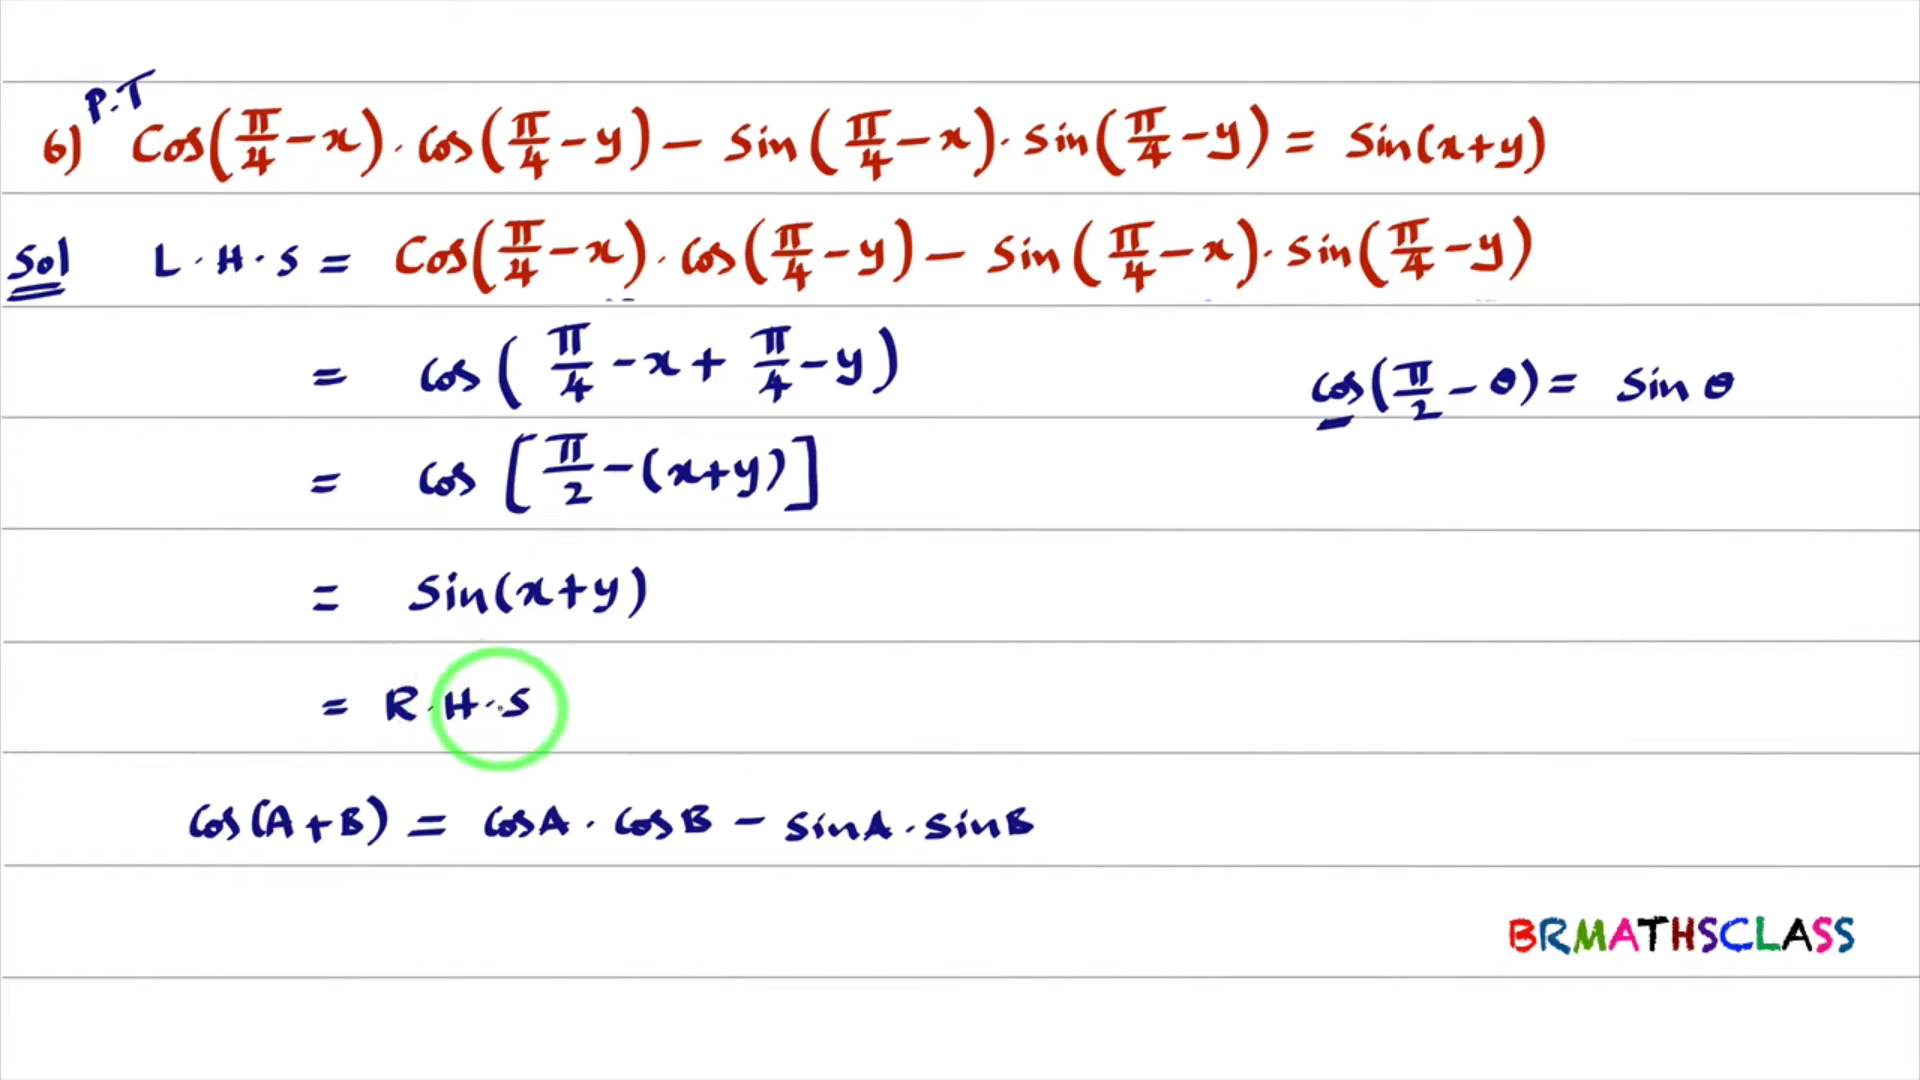 P.T
6) Cos(π/4 - x) . cos(π/4 - y) - Sin(π/4 - x) . Sin(π/4 - y) = Sin(x+y)
Sol L.H.S = Cos(π/4 - x) . cos(π/4 - y) - Sin(π/4 - x) . Sin(π/4 - y)
= cos(π/4 - x + π/4 - y) cos(π/2 - θ) = Sin θ
= cos[π/2 - (x+y)]
= Sin(x+y)
= R.H.S
Cos(A+B) = cosA . cosB - sinA . sinB
BRMATHSCLASS